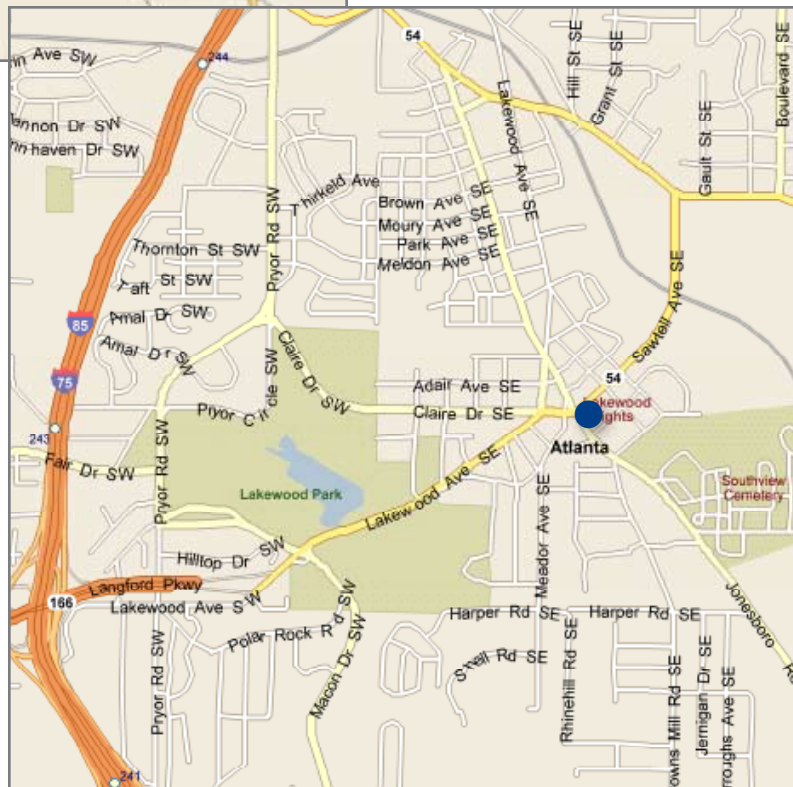 54
244
Ave SW
Dr SW
haven Dr SW
Hill St SE
Grant St SE
Gault St SE
Boulevard SE
Lakewood Ave SE
Thirkeld Ave
Brown Ave SE
Moury Ave SE
Park Ave SE
Meldon Ave SE
Pryor Rd SW
Thornton St SW
Taft St SW
Amal Dr SW
Amal Dr SW
85
75
Sawtell Ave SE
54
Claire Dr SW
Pryor Circle SW
Adair Ave SE
Claire Dr SE
Lakewood
Atlanta
243
Fair Dr SW
Pryor Rd SW
Lakewood Park
Lakewood Ave SE
Southview
Cemetery
Meador Ave SE
Hilltop Dr SW
Langford Pkwy
166
Lakewood Ave SW
Polar Rock Rd SW
Macon Dr SW
Pryor Rd SW
Harper Rd SE
Harper Rd SE
Jonesboro
Rhinehill Rd SE
Mill Rd SE
Jernigan Dr SE
Ave SE
241